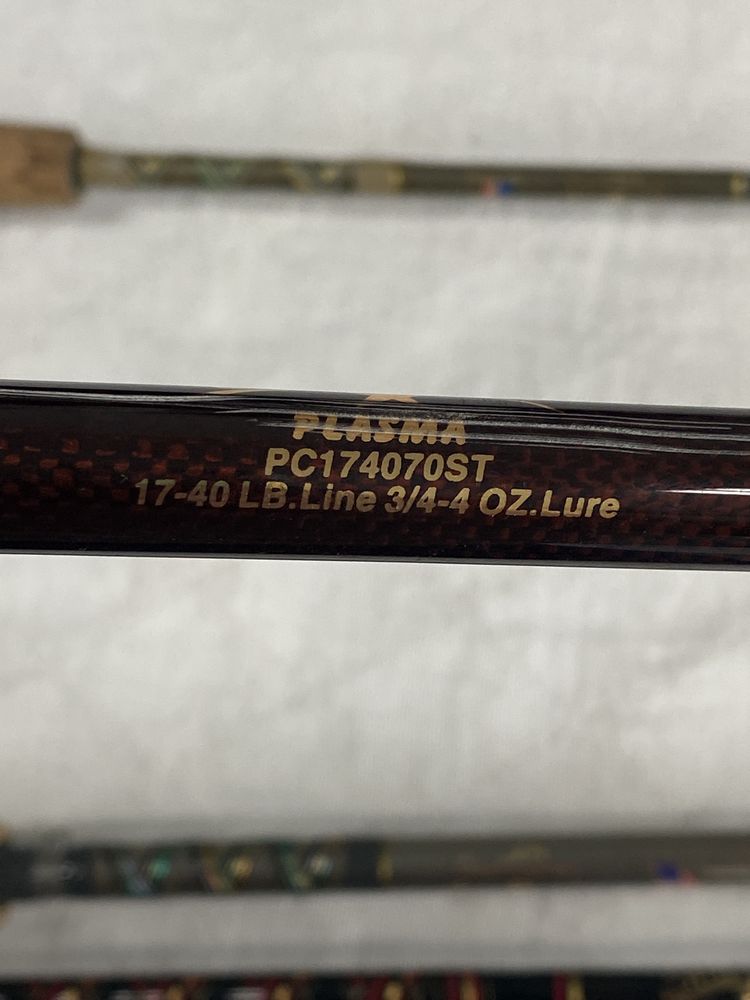 PLASMA
PC174070ST
17-40 LB.Line 3/4-4 OZ.Lure